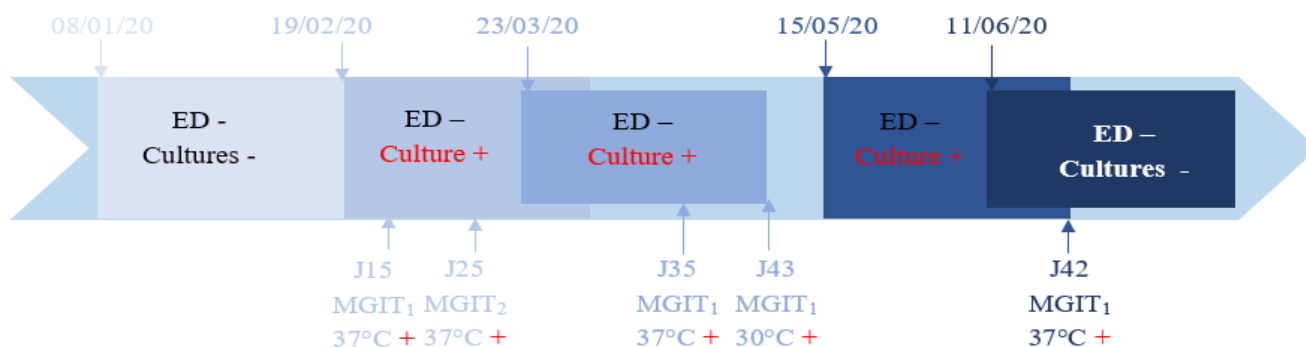 08/01/20 19/02/20 23/03/20 15/05/20 11/06/20
ED -
Cultures -
ED –
Culture +
ED –
Culture +
ED –
Culture +
ED –
Cultures -
J15
MGIT₁
37°C +
J25
MGIT₂
37°C +
J35
MGIT₁
37°C +
J43
MGIT₁
30°C +
J42
MGIT₁
37°C +